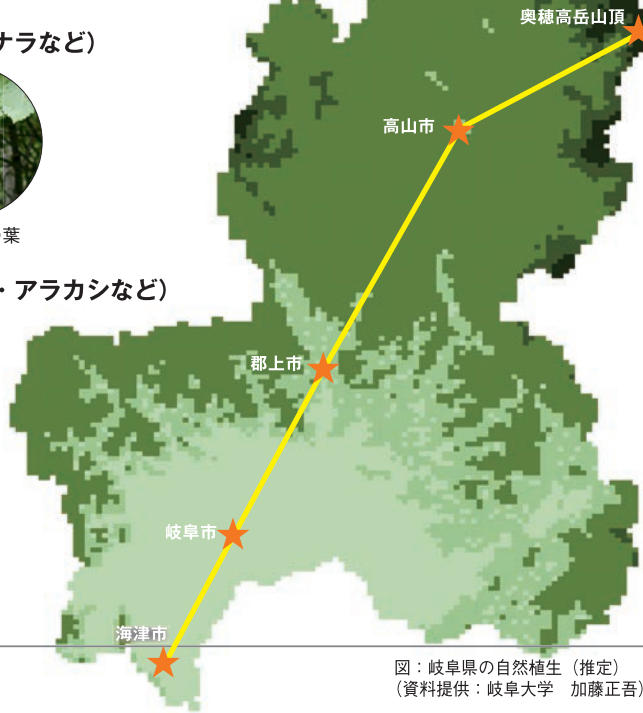 奥穂高岳山頂
ナラなど）
高山市
葉
・アラカシなど）
郡上市
岐阜市
海津市
図：岐阜県の自然植生（推定）
（資料提供：岐阜大学　加藤正吾）